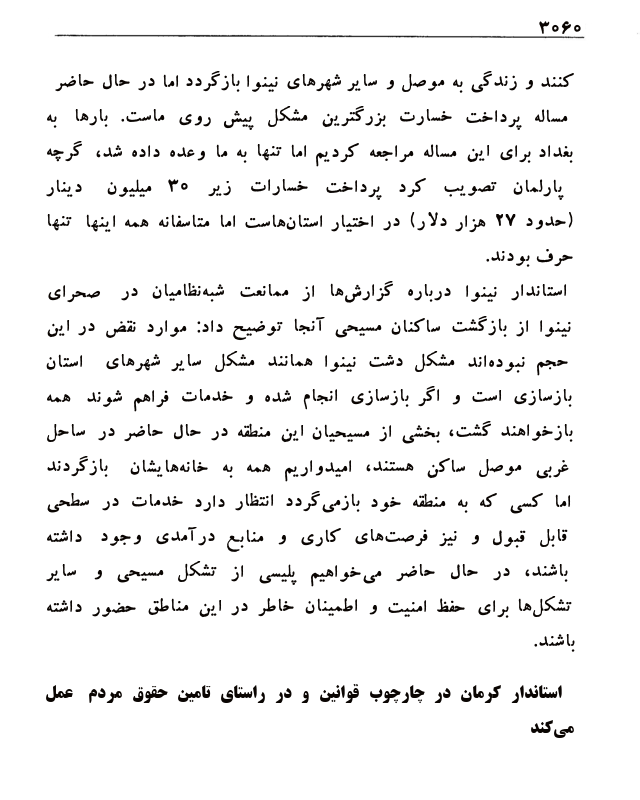 ۳۰۶۰
کنند و زندگی به موصل و سایر شهرهای نینوا بازگردد اما در حال حاضر
مساله پرداخت خسارت بزرگترین مشکل پیش روی ماست. بارها به
بغداد برای این مساله مراجعه کردیم اما تنها به ما وعده داده شد، گرچه
پارلمان تصویب کرد پرداخت خسارات زیر ۳۰ میلیون دینار
(حدود ۲۷ هزار دلار) در اختیار استان‌هاست اما متاسفانه همه اینها تنها
حرف بودند.
استاندار نینوا درباره گزارش‌ها از ممانعت شبه‌نظامیان در صحرای
نینوا از بازگشت ساکنان مسیحی آنجا توضیح داد: موارد نقض در این
حجم نبوده‌اند مشکل دشت نینوا همانند مشکل سایر شهرهای استان
بازسازی است و اگر بازسازی انجام شده و خدمات فراهم شوند همه
بازخواهند گشت، بخشی از مسیحیان این منطقه در حال حاضر در ساحل
غربی موصل ساکن هستند، امیدواریم همه به خانه‌هایشان بازگردند
اما کسی که به منطقه خود بازمی‌گردد انتظار دارد خدمات در سطحی
قابل قبول و نیز فرصت‌های کاری و منابع درآمدی وجود داشته
باشند، در حال حاضر می‌خواهیم پلیسی از تشکل مسیحی و سایر
تشکل‌ها برای حفظ امنیت و اطمینان خاطر در این مناطق حضور داشته
باشند.
استاندار کرمان در چارچوب قوانین و در راستای تامین حقوق مردم عمل
می‌کند